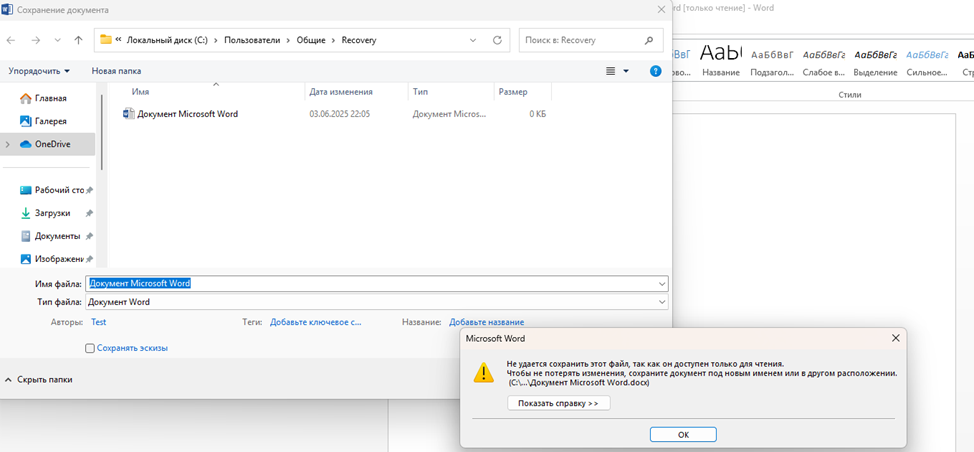 Сохранение документа
rd [только чтение] - Word
Локальный диск (C:) > Пользователи > Общие > Recovery
Поиск в: Recovery
Упорядочить
Новая папка
Имя
Дата изменения
Тип
Размер
Главная
Галерея
OneDrive
Рабочий сто
Загрузки
Документы
Изображени
Документ Microsoft Word
03.06.2025 22:05
Документ Micros...
0 КБ
Имя файла: Документ Microsoft Word
Тип файла: Документ Word
Авторы: Test
Теги: Добавьте ключевое с...
Название: Добавьте название
Сохранять эскизы
Скрыть папки
АаБ
АаБбВвГ
АаБбВвГг
АаБбВвГг
АаБбВвГг
ово...
Название
Подзагол...
Слабое в...
Выделение
Сильное...
Стр
Стили
Microsoft Word
Не удается сохранить этот файл, так как он доступен только для чтения.
Чтобы не потерять изменения, сохраните документ под новым именем или в другом расположении.
(C:\...\Документ Microsoft Word.docx)
Показать справку >>
ОК